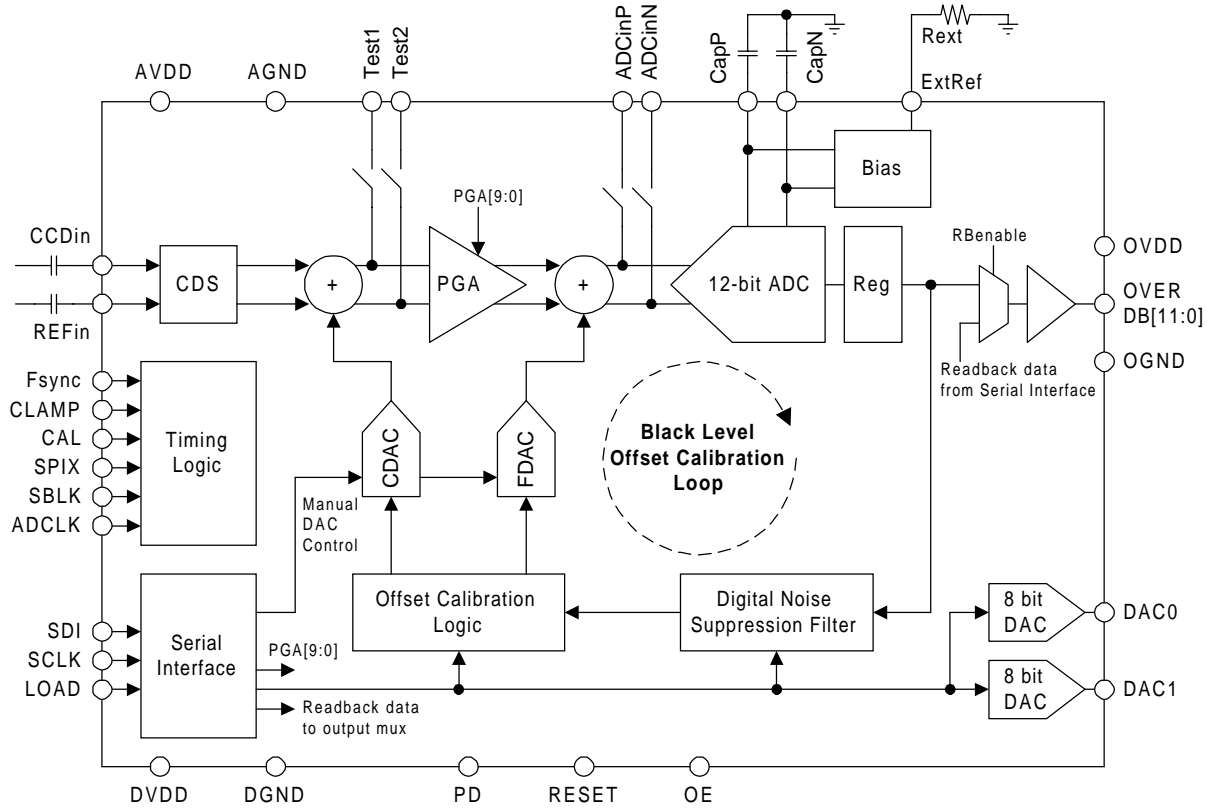 Test1
Test2
ADCinP
ADCinN
CapP
CapN
Rext
ExtRef
AVDD
AGND
Bias
PGA[9:0]
CCDin
REFin
CDS
+
PGA
+
12-bit ADC
Reg
RBenable
OVDD
OVER
DB[11:0]
OGND
Readback data
from Serial Interface
Fsync
CLAMP
CAL
SPIX
SBLK
ADCLK
Timing
Logic
CDAC
FDAC
Black Level
Offset Calibration
Loop
Manual
DAC
Control
SDI
SCLK
LOAD
Serial
Interface
PGA[9:0]
Readback data
to output mux
Offset Calibration
Logic
Digital Noise
Suppression Filter
8 bit
DAC
DAC0
8 bit
DAC
DAC1
DVDD
DGND
PD
RESET
OE